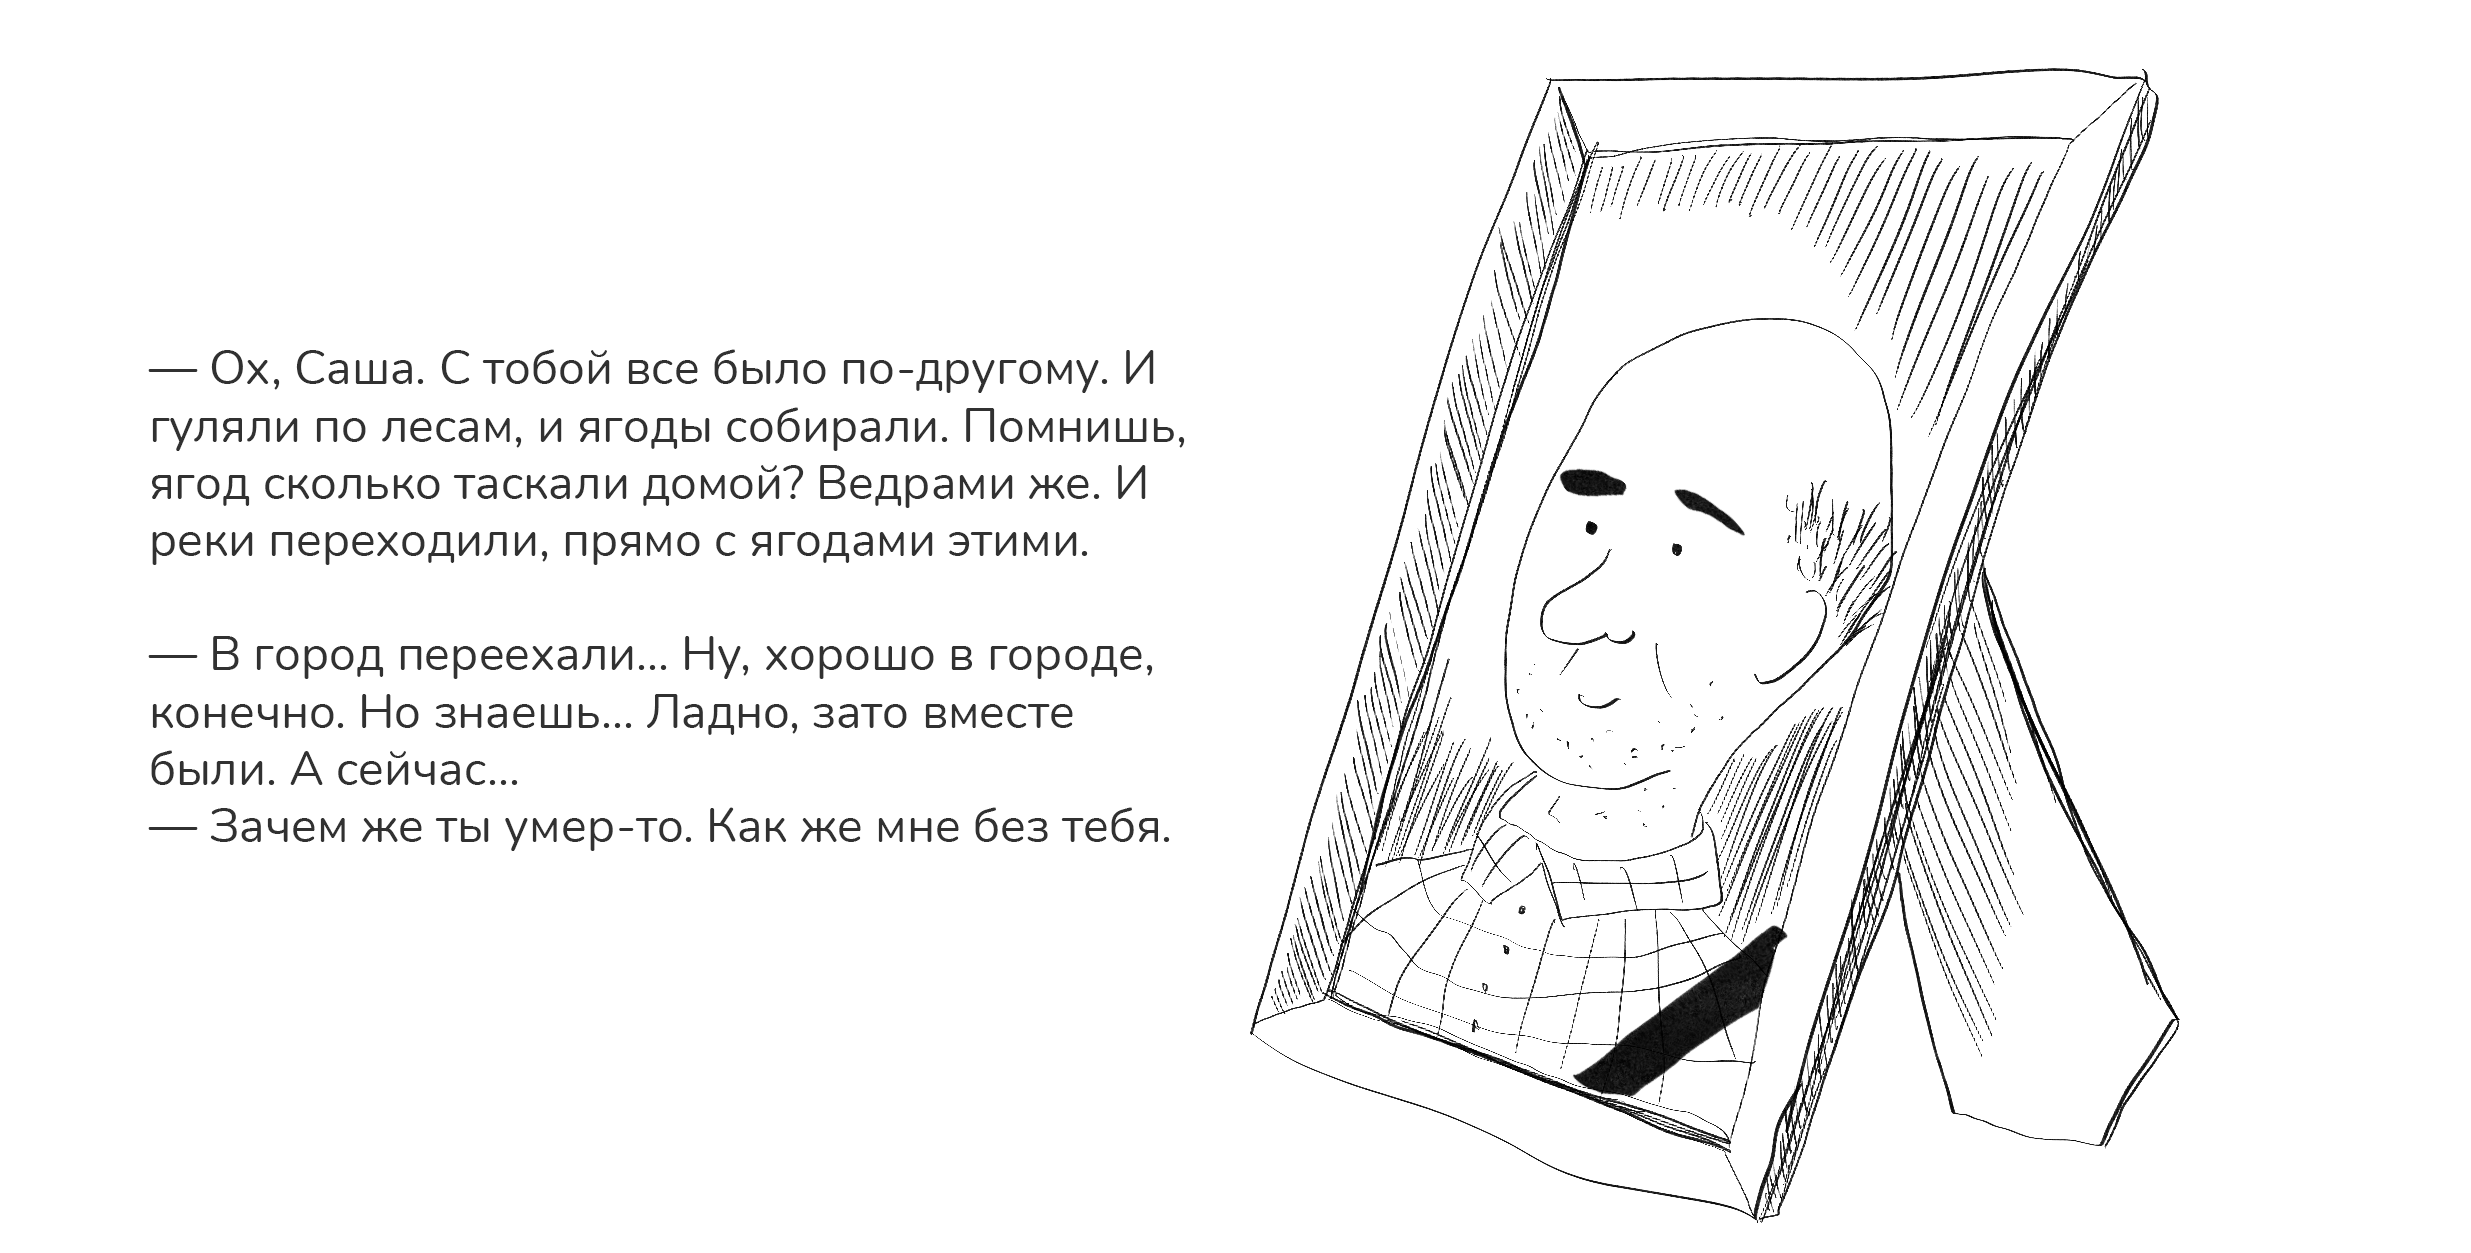 — Ох, Саша. С тобой все было по-другому. И
гуляли по лесам, и ягоды собирали. Помнишь,
ягод сколько таскали домой? Ведрами же. И
реки переходили, прямо с ягодами этими.
— В город переехали... Ну, хорошо в городе,
конечно. Но знаешь... Ладно, зато вместе
были. А сейчас...
— Зачем же ты умер-то. Как же мне без тебя.